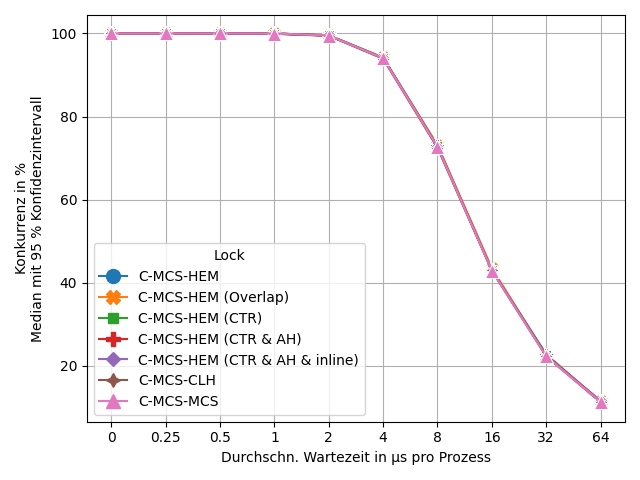 Konkurrenz in %
Median mit 95 % Konfidenzintervall
100
80
60
40
20
Lock
C-MCS-HEM
C-MCS-HEM (Overlap)
C-MCS-HEM (CTR)
C-MCS-HEM (CTR & AH)
C-MCS-HEM (CTR & AH & inline)
C-MCS-CLH
C-MCS-MCS
0 0.25 0.5 1 2 4 8 16 32 64
Durchschn. Wartezeit in µs pro Prozess